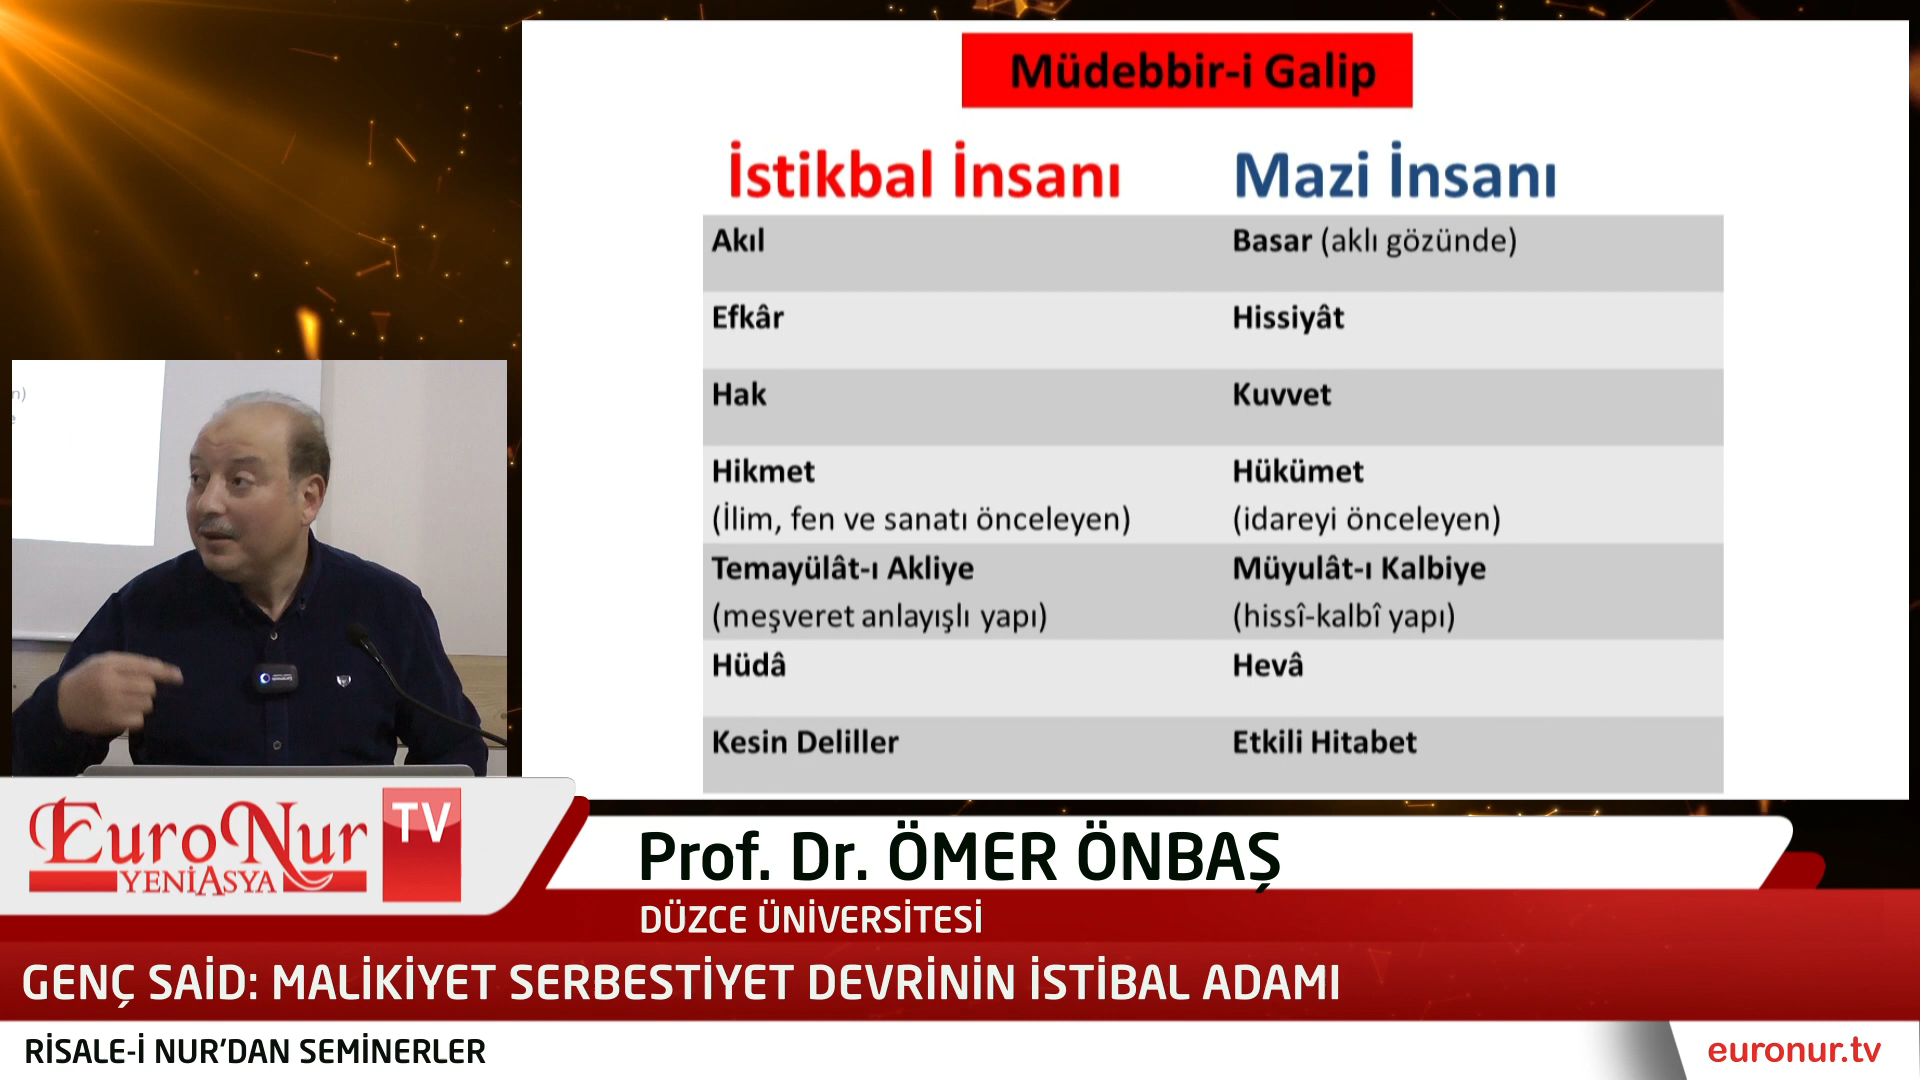 Müdebbir-i Galip
İstikbal İnsanı Mazi İnsanı
Akıl Basar (aklı gözünde)
Efkâr Hissiyât
Hak Kuvvet
Hikmet Hükümet
(İlim, fen ve sanatı önceleyen) (idareyi önceleyen)
Temayülât-ı Akliye Müyulât-ı Kalbiye
(meşveret anlayışlı yapı) (hissî-kalbî yapı)
Hüdâ Hevâ
Kesin Deliller Etkili Hitabet
n)
EuroNur TV
YENİASYA
Prof. Dr. ÖMER ÖNBAŞ
DÜZCE ÜNİVERSİTESİ
GENÇ SAİD: MALİKİYET SERBESTİYET DEVRİNİN İSTİBAL ADAMI
RİSALE-İ NUR’DAN SEMİNERLER
euronur.tv